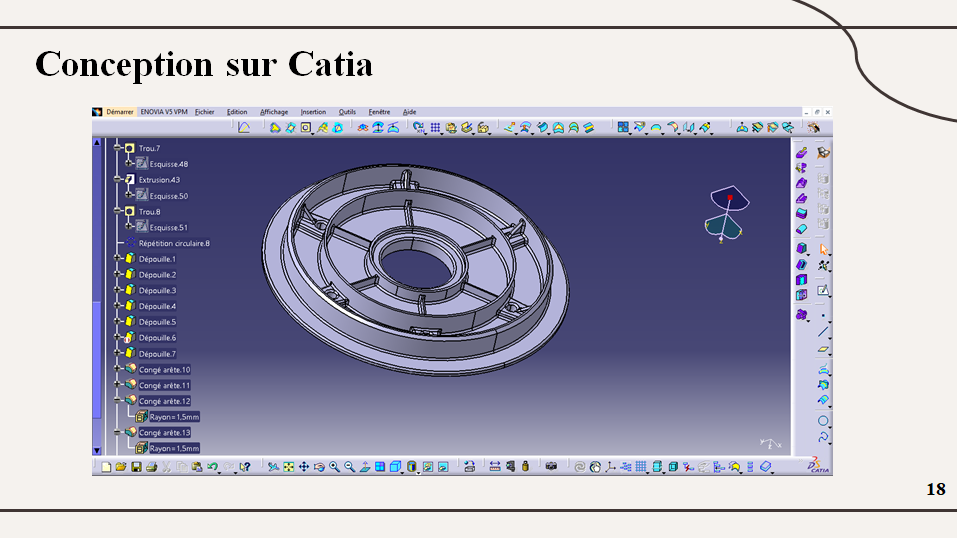 Conception sur Catia
Démarrer ENOVIA V5 VPM Fichier Edition Affichage Insertion Outils Fenêtre Aide
Trou.7
Esquisse.48
Extrusion.43
Esquisse.50
Trou.8
Esquisse.51
Répétition circulaire.8
Dépouille.1
Dépouille.2
Dépouille.3
Dépouille.4
Dépouille.5
Dépouille.6
Dépouille.7
Congé arête.10
Congé arête.11
Congé arête.12
Rayon=1,5mm
Congé arête.13
Rayon=1,5mm
CATIA
18